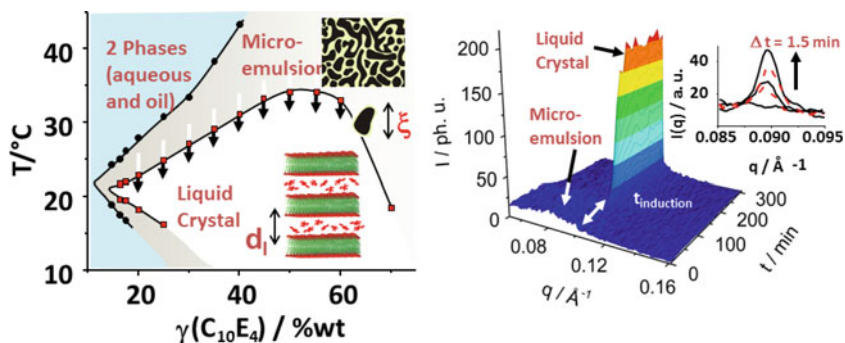 2 Phases
(aqueous
and oil)
Micro-
emulsion
ξ
Liquid
Crystal
d_l
T/°C
40
30
20
10
20
30
40
50
60
γ(C₁₀E₄) / %wt
Liquid
Crystal
Micro-
emulsion
t_induction
I / ph. u.
200
150
100
50
0
0.08
0.12
0.16
q / Å⁻¹
0
100
200
300
t / min
Δ t = 1.5 min
I(q) / a. u.
40
20
0.085
0.090
0.095
q / Å ⁻¹